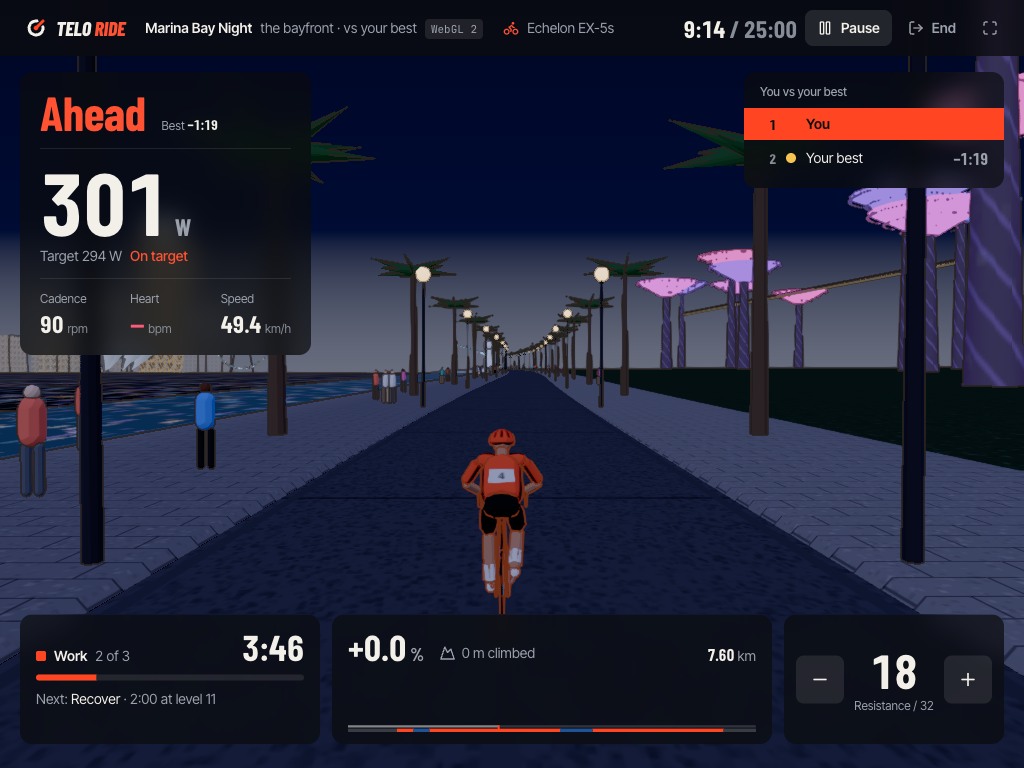 TELO RIDE
Marina Bay Night the bayfront · vs your best WebGL 2
Echelon EX-5s
9:14 / 25:00
Pause
End
Ahead Best −1:19
301 W
Target 294 W On target
Cadence Heart Speed
90 rpm – bpm 49.4 km/h
You vs your best
1 You
2 Your best −1:19
4
Work 2 of 3 3:46
Next: Recover · 2:00 at level 11
+0.0 % 0 m climbed 7.60 km
− 18 +
Resistance / 32